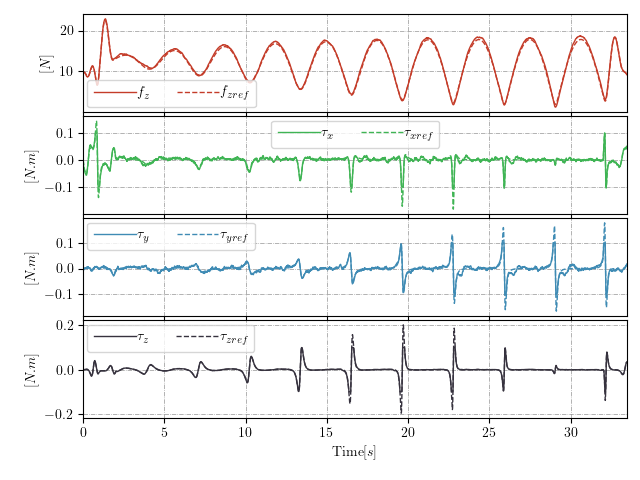 20
10
[N]
f_z f_zref
0.1
0.0
−0.1
[N.m]
τ_x τ_xref
0.1
0.0
−0.1
[N.m]
τ_y τ_yref
0.2
0.0
−0.2
[N.m]
τ_z τ_zref
0 5 10 15 20 25 30
Time[s]